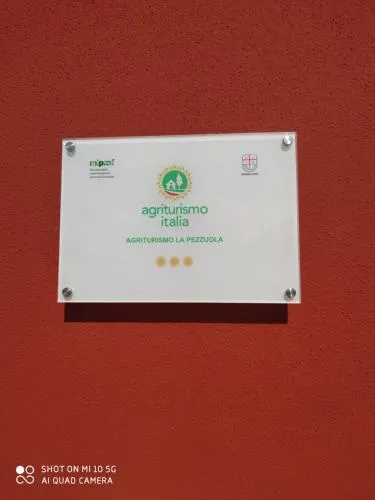 mipaaf
agriturismo
italia
AGRITURISMO LA PEZZUOLA
SHOT ON MI 10 5G
AI QUAD CAMERA